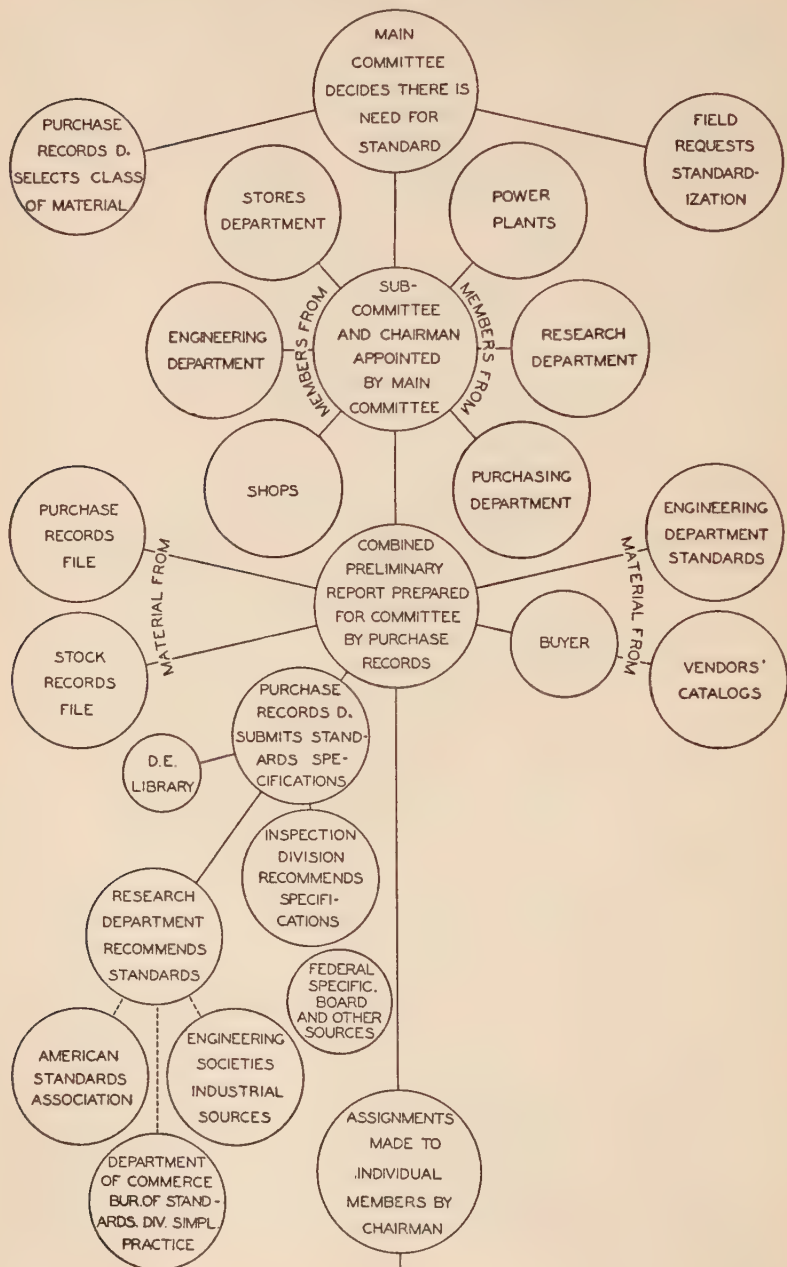 MAIN
COMMITTEE
DECIDES THERE IS
NEED FOR
STANDARD
PURCHASE
RECORDS D.
SELECTS CLASS
OF MATERIAL
FIELD
REQUESTS
STANDARD-
IZATION
STORES
DEPARTMENT
POWER
PLANTS
ENGINEERING
DEPARTMENT
MEMBERS FROM
SUB-
COMMITTEE
AND CHAIRMAN
APPOINTED
BY MAIN
COMMITTEE
MEMBERS FROM
RESEARCH
DEPARTMENT
SHOPS
PURCHASING
DEPARTMENT
PURCHASE
RECORDS
FILE
STOCK
RECORDS
FILE
MATERIAL FROM
COMBINED
PRELIMINARY
REPORT PREPARED
FOR COMMITTEE
BY PURCHASE
RECORDS
ENGINEERING
DEPARTMENT
STANDARDS
MATERIAL FROM
BUYER
VENDORS'
CATALOGS
PURCHASE
RECORDS D.
SUBMITS STAND-
ARDS SPE-
CIFICATIONS
D.E.
LIBRARY
INSPECTION
DIVISION
RECOMMENDS
SPECIFI-
CATIONS
RESEARCH
DEPARTMENT
RECOMMENDS
STANDARDS
FEDERAL
SPECIFIC.
BOARD
AND OTHER
SOURCES
AMERICAN
STANDARDS
ASSOCIATION
ENGINEERING
SOCIETIES
INDUSTRIAL
SOURCES
DEPARTMENT
OF COMMERCE
BUR. OF STAND-
ARDS. DIV. SIMPL.
PRACTICE
ASSIGNMENTS
MADE TO
INDIVIDUAL
MEMBERS BY
CHAIRMAN